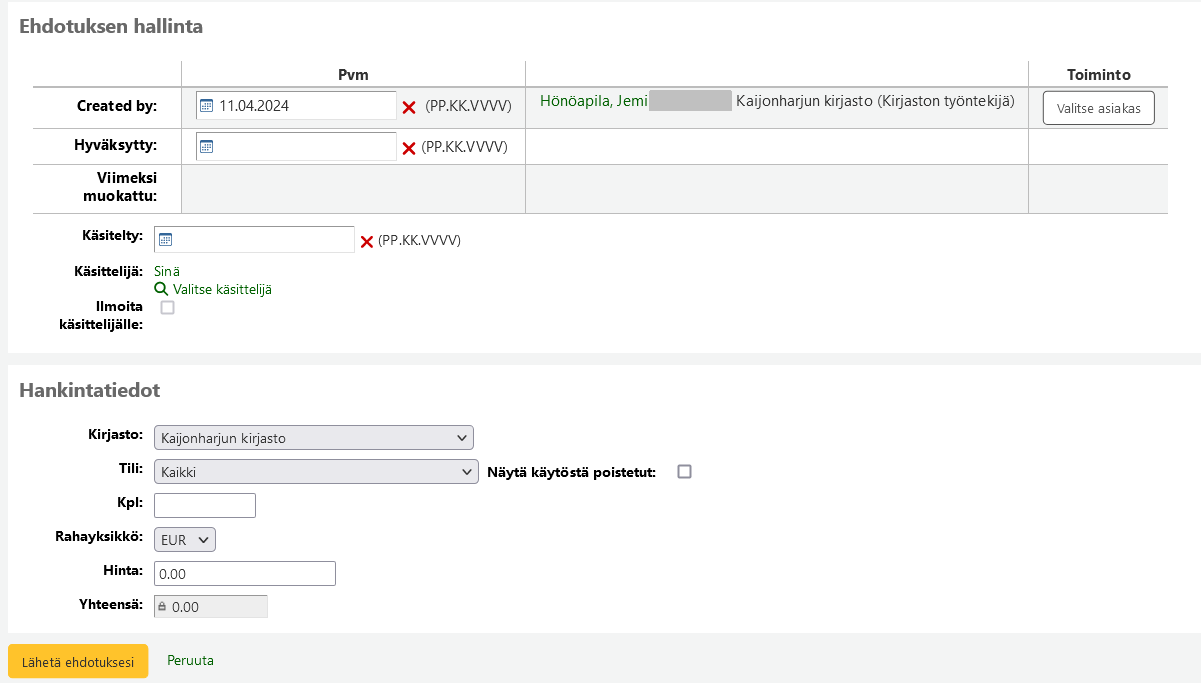 Ehdotuksen hallinta
Pvm Toiminto
Created by: 11.04.2024 (PP.KK.VVVV) Hönöapila, Jemi Kaijonharjun kirjasto (Kirjaston työntekijä) Valitse asiakas
Hyväksytty: (PP.KK.VVVV)
Viimeksi
muokattu:
Käsitelty: (PP.KK.VVVV)
Käsittelijä: Sinä
Valitse käsittelijä
Ilmoita
käsittelijälle:
Hankintatiedot
Kirjasto: Kaijonharjun kirjasto
Tili: Kaikki Näytä käytöstä poistetut:
Kpl:
Rahayksikkö: EUR
Hinta: 0.00
Yhteensä: 0.00
Lähetä ehdotuksesi Peruuta